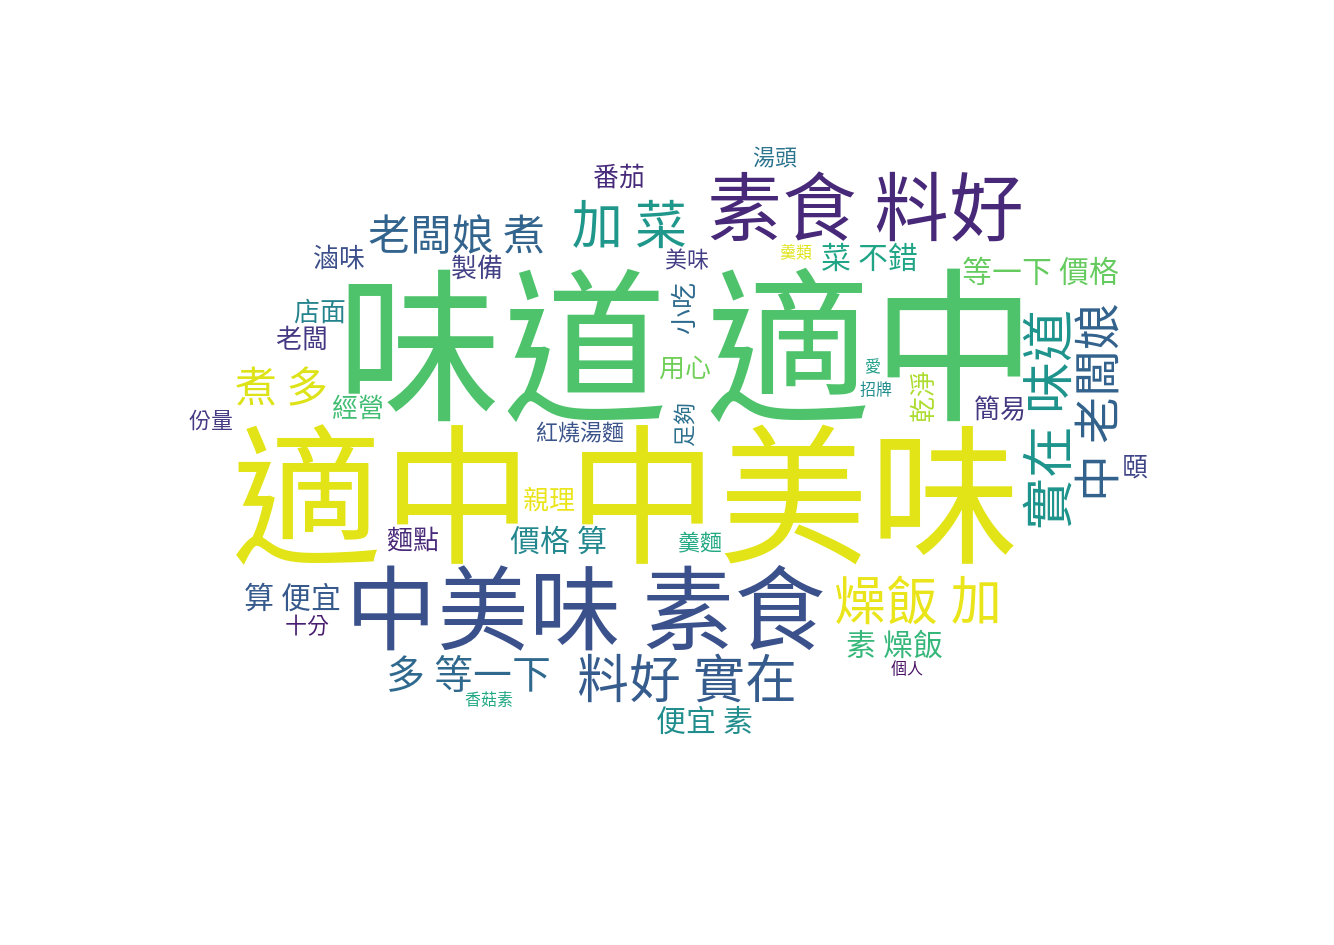 湯頭
番茄
素食 料好
加 菜
老闆娘 煮
滷味
製備
美味
羹類
菜 不錯
等一下 價格
味道 適中
店面
老闆
小吃
用心
愛
招牌
乾淨
簡易
煮 多
經營
份量
紅燒湯麵
足夠
實在 味道
中 老闆娘
頤
適中 中美味
親理
麵點
價格 算
羹麵
算 便宜
十分
中美味 素食
燥飯 加
素 燥飯
個人
多 等一下
香菇素
料好 實在
便宜 素